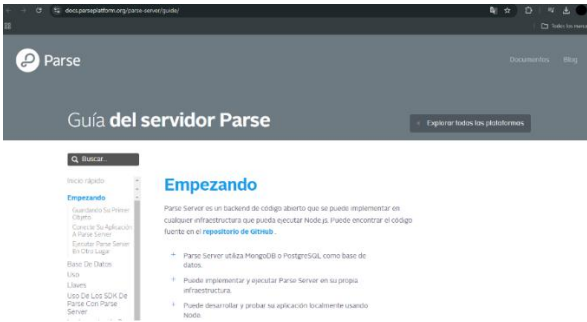 docs.parseplatform.org/parse-server/guide/
Parse
Documentos Blog
Guía del servidor Parse
Explorar todas las plataformas
Buscar...
Inicio rápido
Empezando
Guardando Su Primer
Objeto
Conecte Su Aplicación
A Parse Server
Ejecutar Parse Server
En Otro Lugar
Base De Datos
Uso
Llaves
Uso De Los SDK De
Parse Con Parse
Server
Empezando
Parse Server es un backend de código abierto que se puede implementar en
cualquier infraestructura que pueda ejecutar Node.js. Puede encontrar el código
fuente en el repositorio de GitHub .
Parse Server utiliza MongoDB o PostgreSQL como base de
datos.
Puede implementar y ejecutar Parse Server en su propia
infraestructura.
Puede desarrollar y probar su aplicación localmente usando
Node.